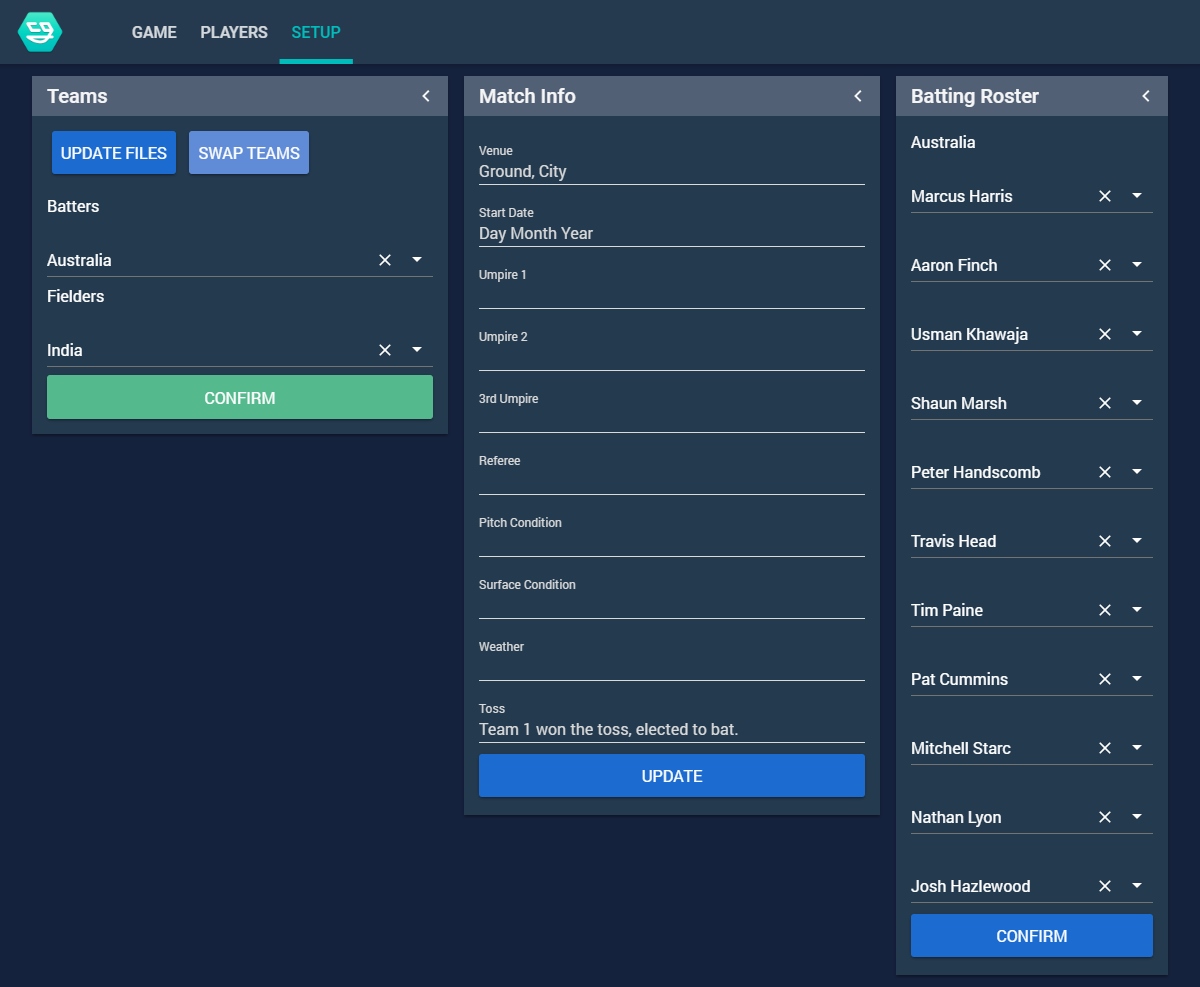 GAME PLAYERS SETUP
Teams
UPDATE FILES SWAP TEAMS
Batters
Australia
Fielders
India
CONFIRM
Match Info
Venue
Ground, City
Start Date
Day Month Year
Umpire 1
Umpire 2
3rd Umpire
Referee
Pitch Condition
Surface Condition
Weather
Toss
Team 1 won the toss, elected to bat.
UPDATE
Batting Roster
Australia
Marcus Harris
Aaron Finch
Usman Khawaja
Shaun Marsh
Peter Handscomb
Travis Head
Tim Paine
Pat Cummins
Mitchell Starc
Nathan Lyon
Josh Hazlewood
CONFIRM